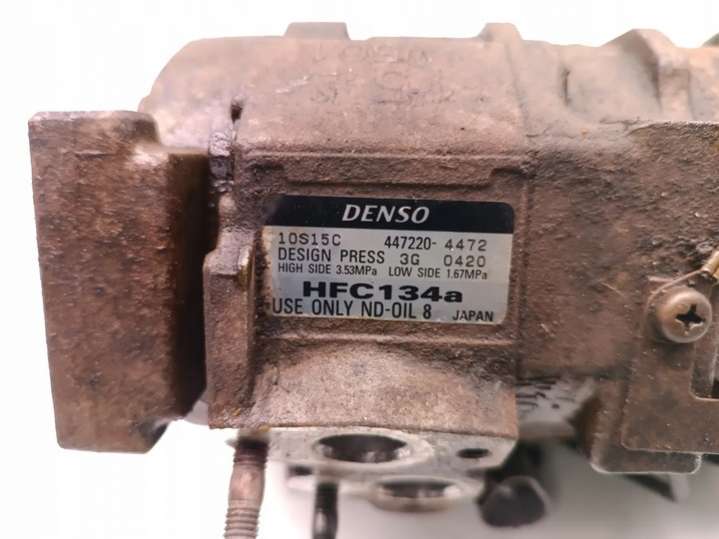 DENSO
10S15C 447220- 4472
DESIGN PRESS 3G 0420
HIGH SIDE 3.53MPa LOW SIDE 1.67MPa
HFC134a
USE ONLY ND-OIL 8 JAPAN